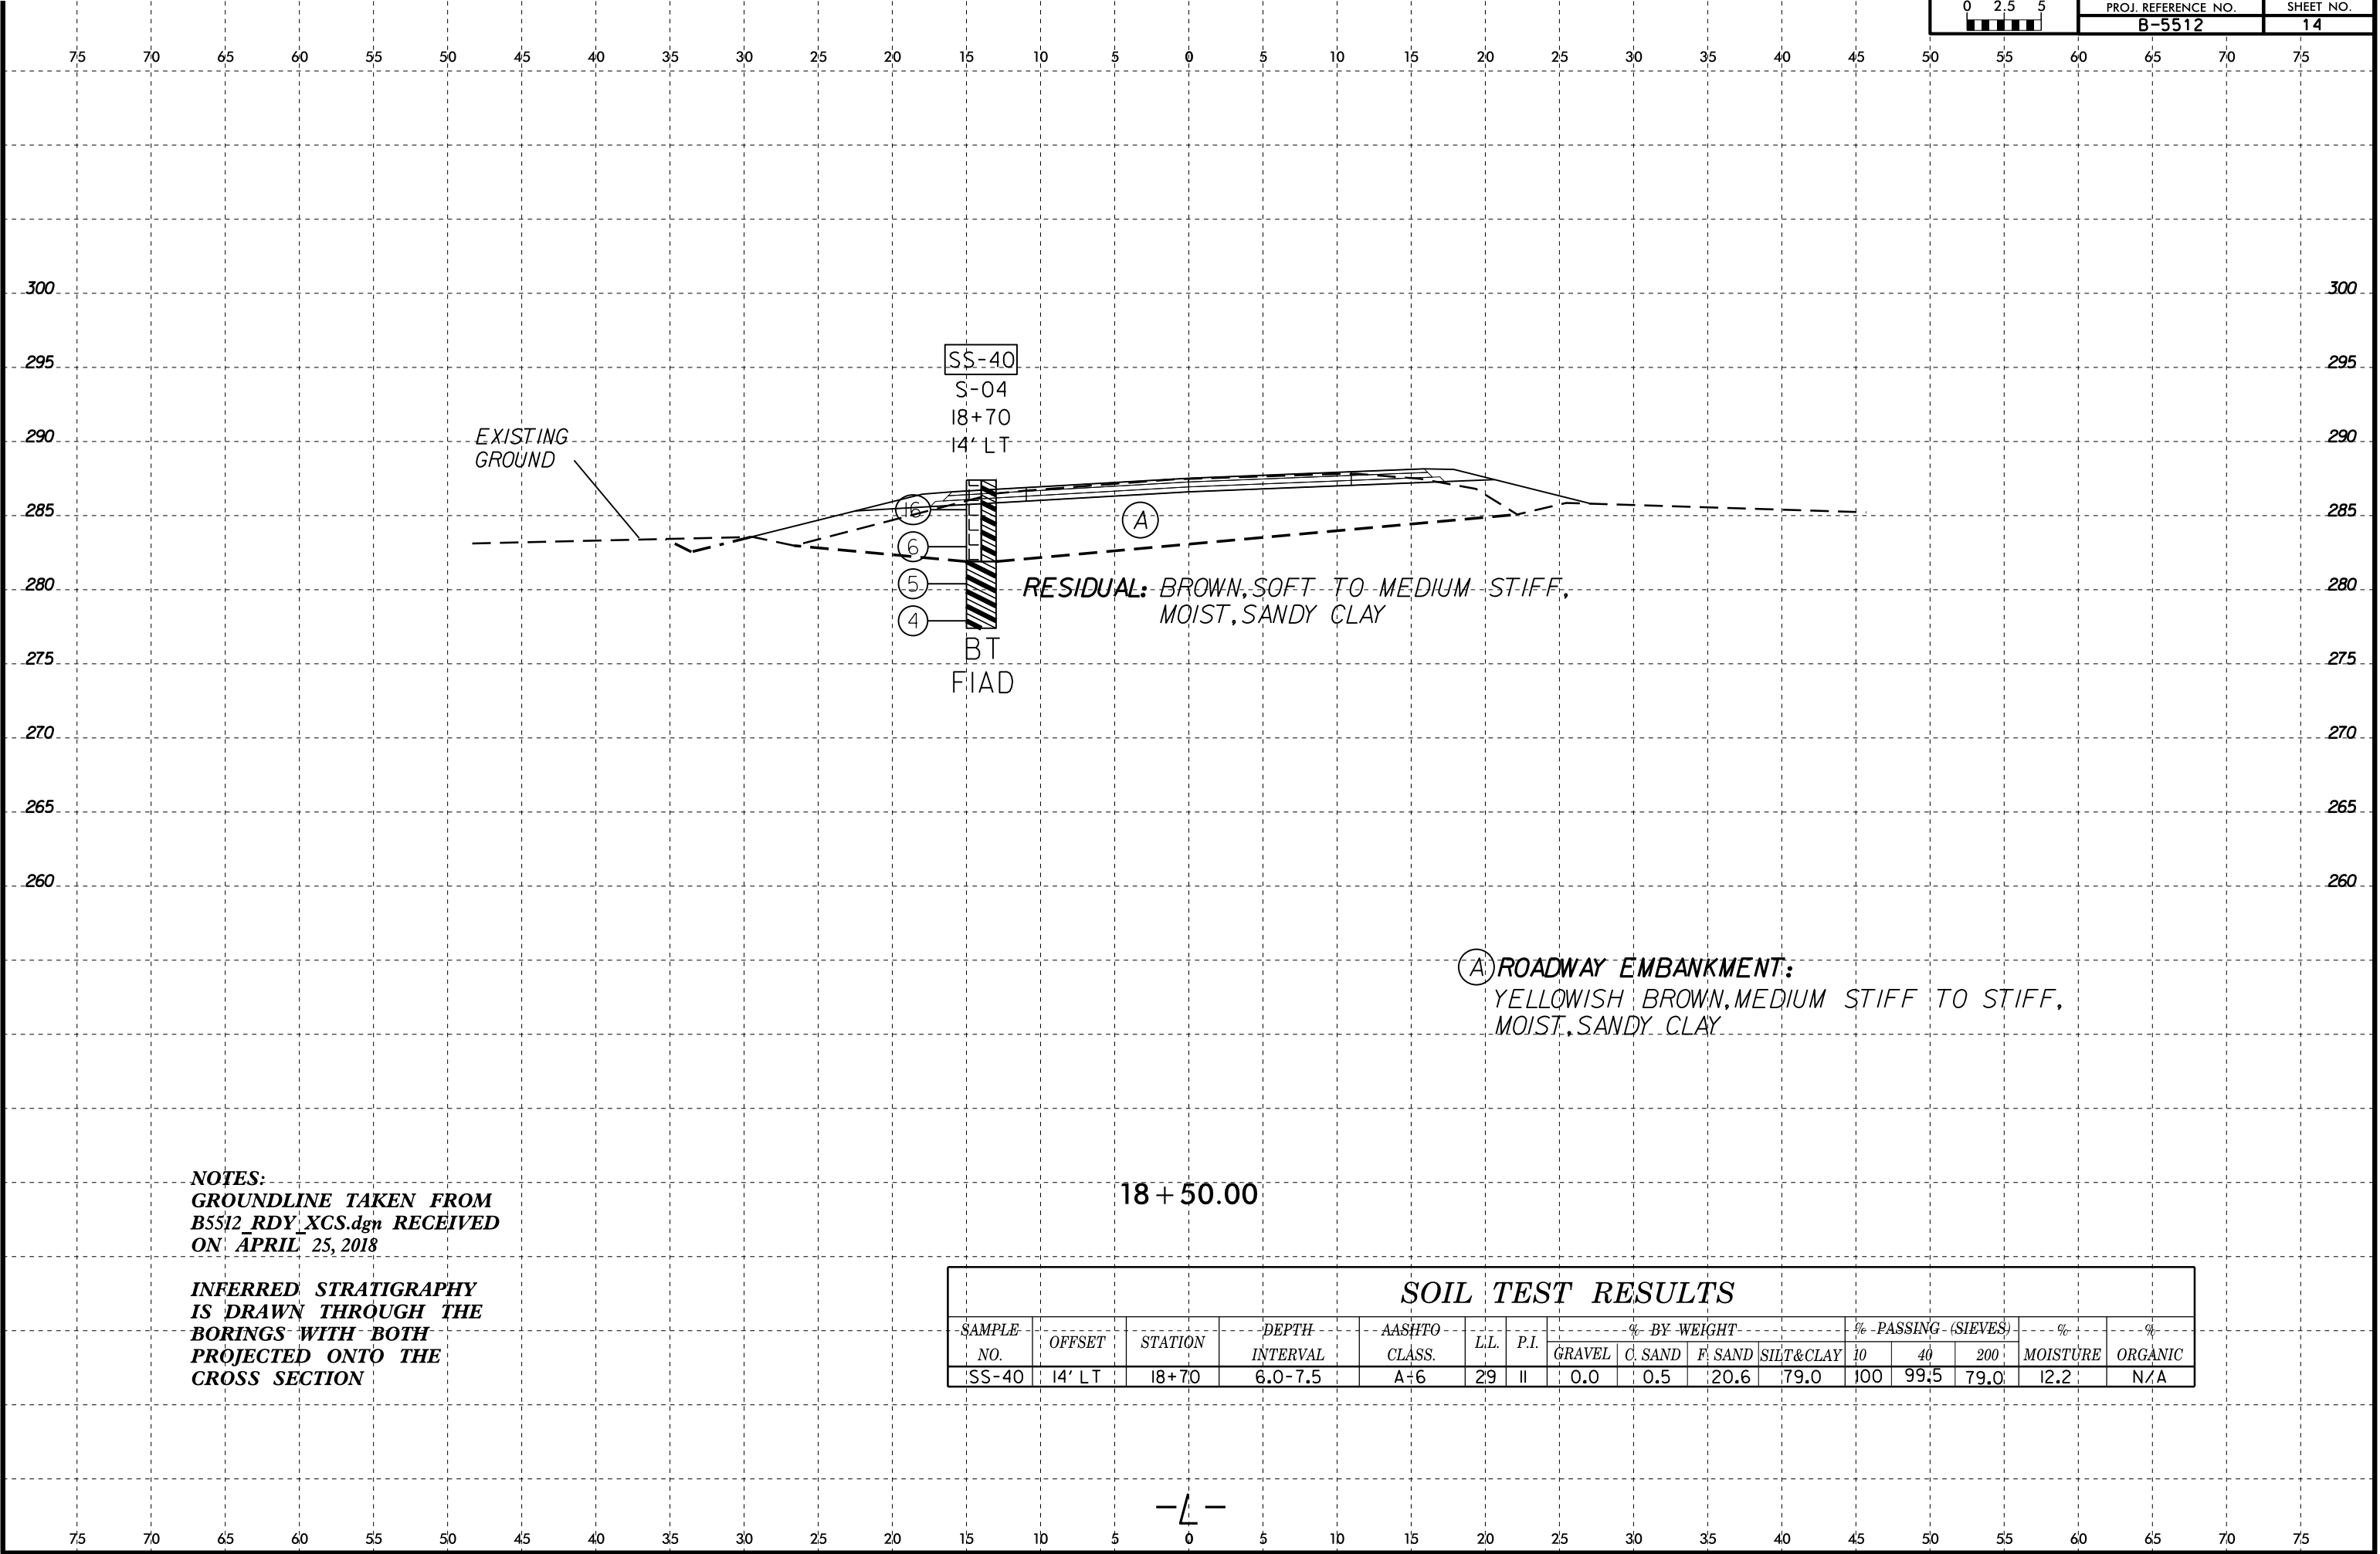 0 2.5 5
PROJ. REFERENCE NO. SHEET NO.
B-5512 14
75 70 65 60 55 50 45 40 35 30 25 20 15 10 5 0 5 10 15 20 25 30 35 40 45 50 55 60 65 70 75
300 300
SS-40
295 295
S-04
18+70
14' LT
290 290
EXISTING
GROUND
16
285 285
A
6
5
280 280
RESIDUAL: BROWN, SOFT TO MEDIUM STIFF,
MOIST, SANDY CLAY
4
BT
275 275
FIAD
270 270
265 265
260 260
A ROADWAY EMBANKMENT:
YELLOWISH BROWN, MEDIUM STIFF TO STIFF,
MOIST, SANDY CLAY
NOTES:
GROUNDLINE TAKEN FROM
B5512_RDY_XCS.dgn RECEIVED
ON APRIL 25, 2018
18+50.00
INFERRED STRATIGRAPHY
IS DRAWN THROUGH THE
BORINGS WITH BOTH
PROJECTED ONTO THE
CROSS SECTION
SOIL TEST RESULTS
SAMPLE NO. OFFSET STATION DEPTH INTERVAL AASHTO CLASS. L.L. P.I. % BY WEIGHT % PASSING (SIEVES) % MOISTURE % ORGANIC
GRAVEL C. SAND F. SAND SILT&CLAY 10 40 200
SS-40 14' LT 18+70 6.0-7.5 A-6 29 11 0.0 0.5 20.6 79.0 100 99.5 79.0 12.2 N/A
-L-
75 70 65 60 55 50 45 40 35 30 25 20 15 10 5 0 5 10 15 20 25 30 35 40 45 50 55 60 65 70 75